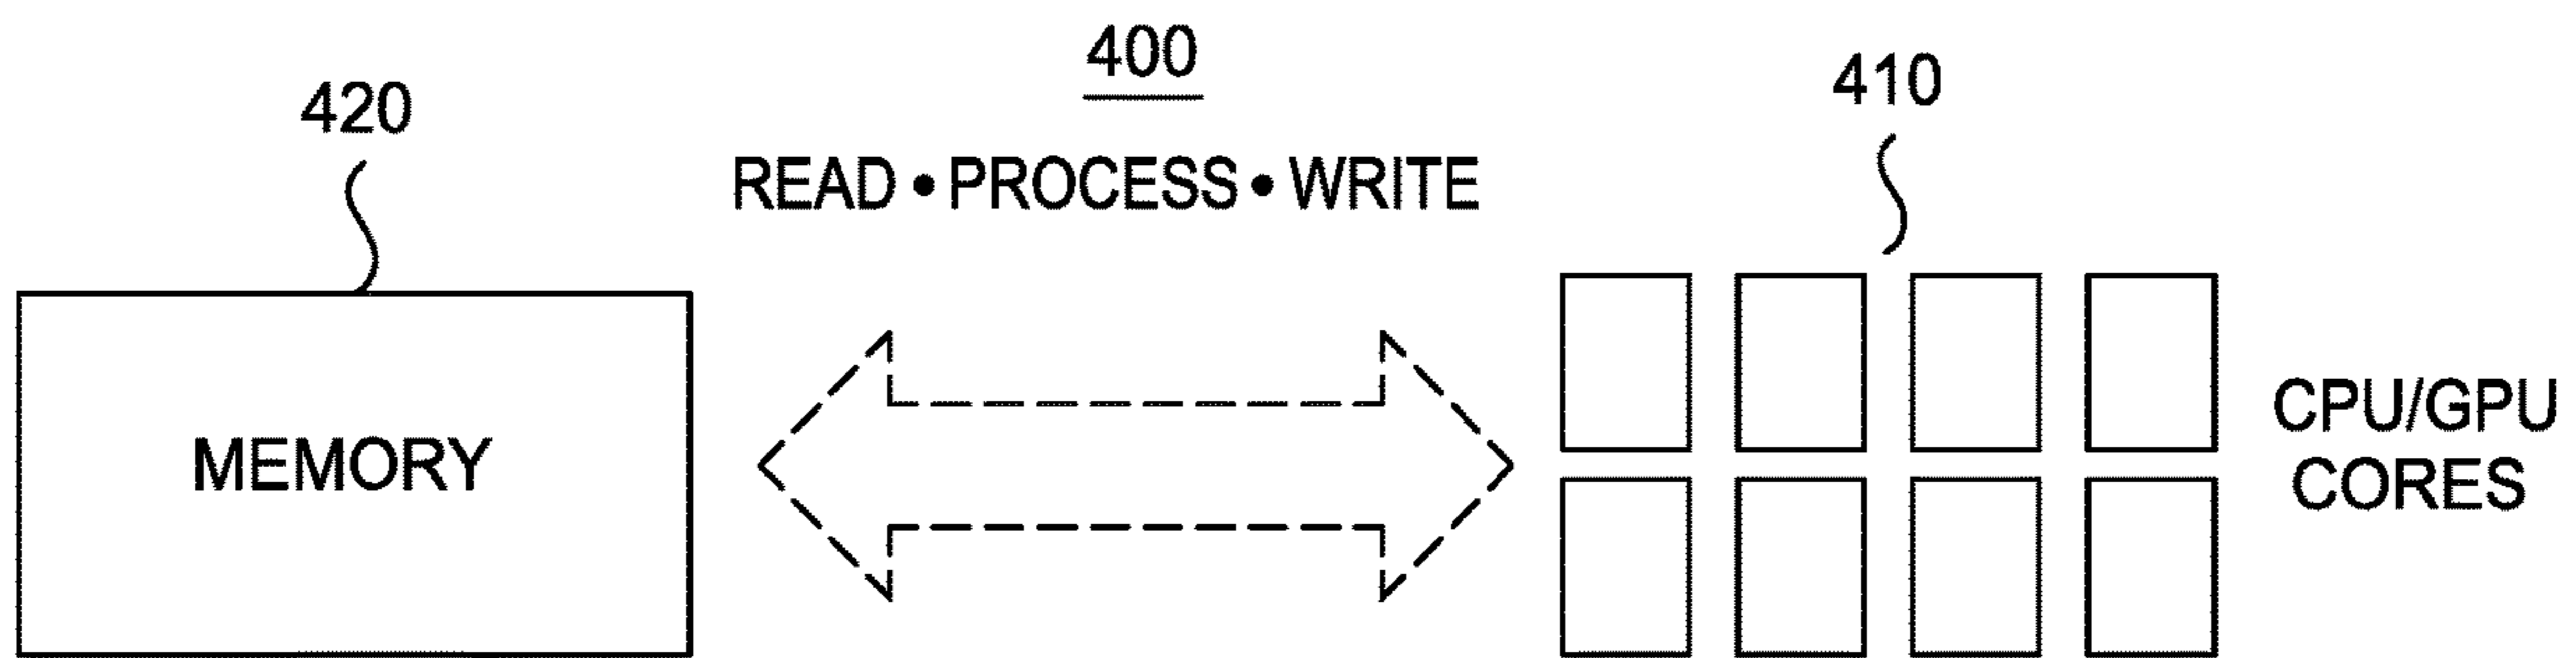 400
420
410
READ • PROCESS • WRITE
MEMORY
CPU/GPU
CORES